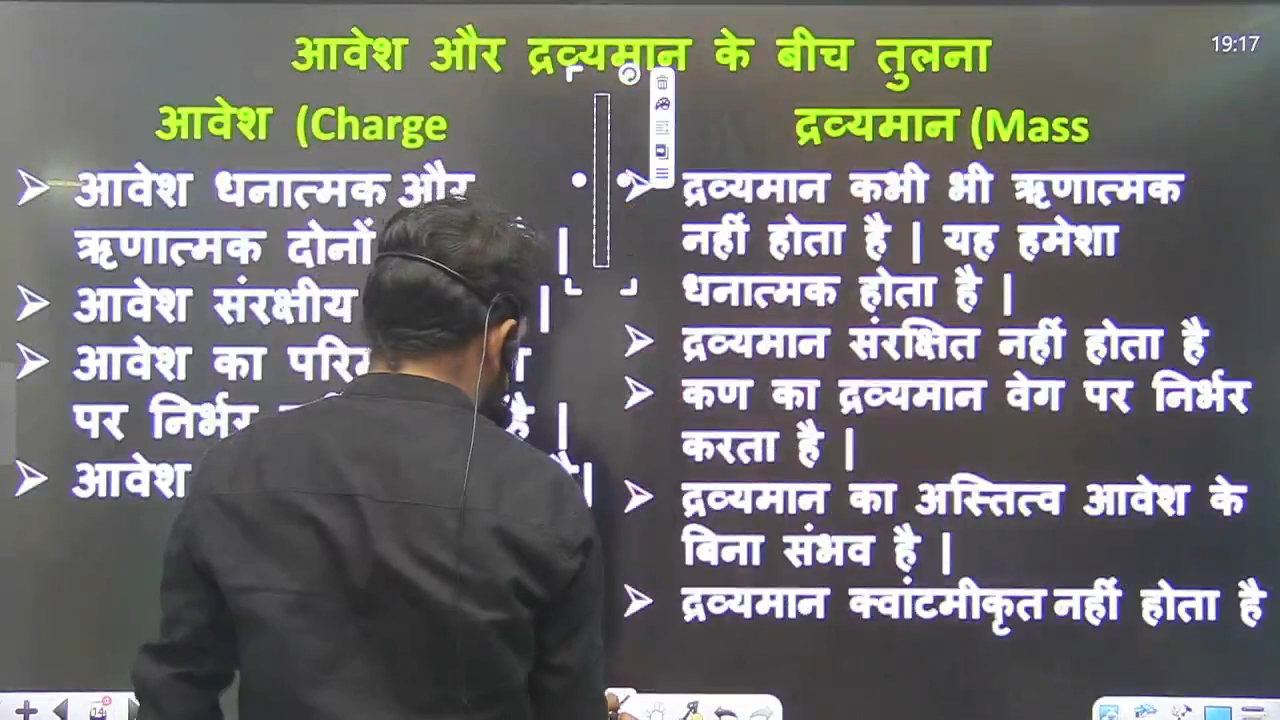 आवेश और द्रव्यमान के बीच तुलना
19:17
आवेश (Charge
आवेश धनात्मक और
ऋणात्मक दोनों |
आवेश संरक्षीय |
आवेश का
पर निर्भर है |
आवेश है|
द्रव्यमान (Mass
द्रव्यमान कभी भी ऋणात्मक
नहीं होता है | यह हमेशा
धनात्मक होता है |
द्रव्यमान संरक्षित नहीं होता है
कण का द्रव्यमान वेग पर निर्भर
करता है |
द्रव्यमान का अस्तित्व आवेश के
बिना संभव है |
द्रव्यमान क्वांटमीकृत नहीं होता है
14